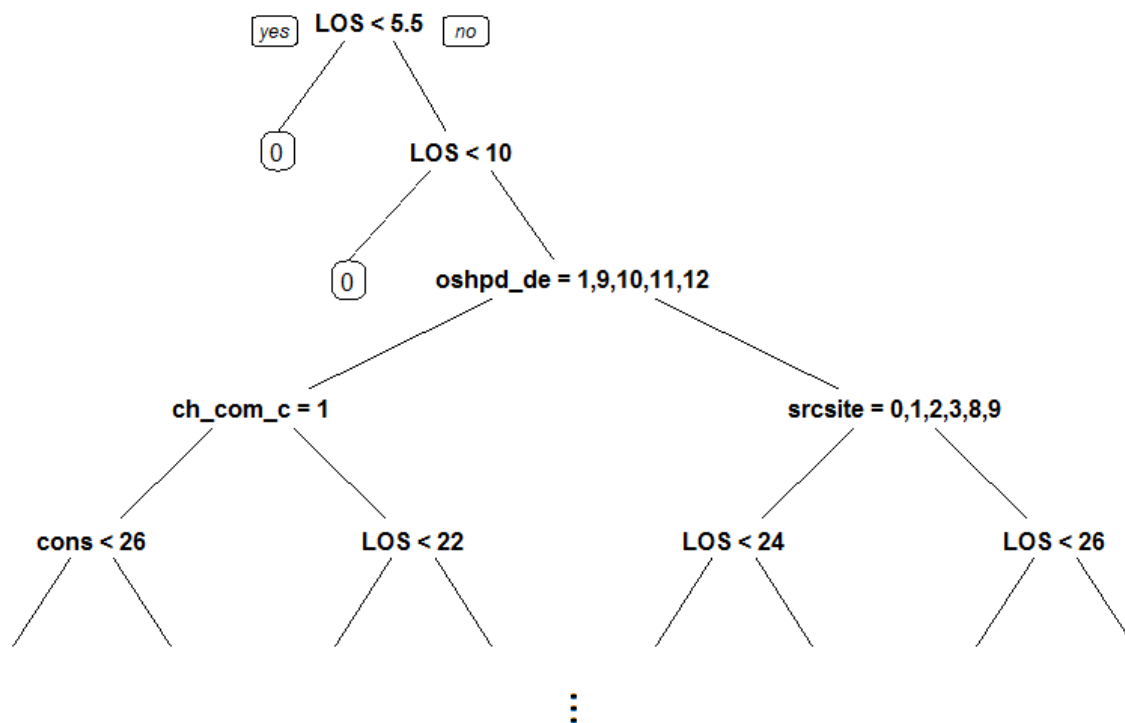 yes LOS < 5.5 no
0 LOS < 10
0 oshpd_de = 1,9,10,11,12
ch_com_c = 1 srcsite = 0,1,2,3,8,9
cons < 26 LOS < 22 LOS < 24 LOS < 26
⋮